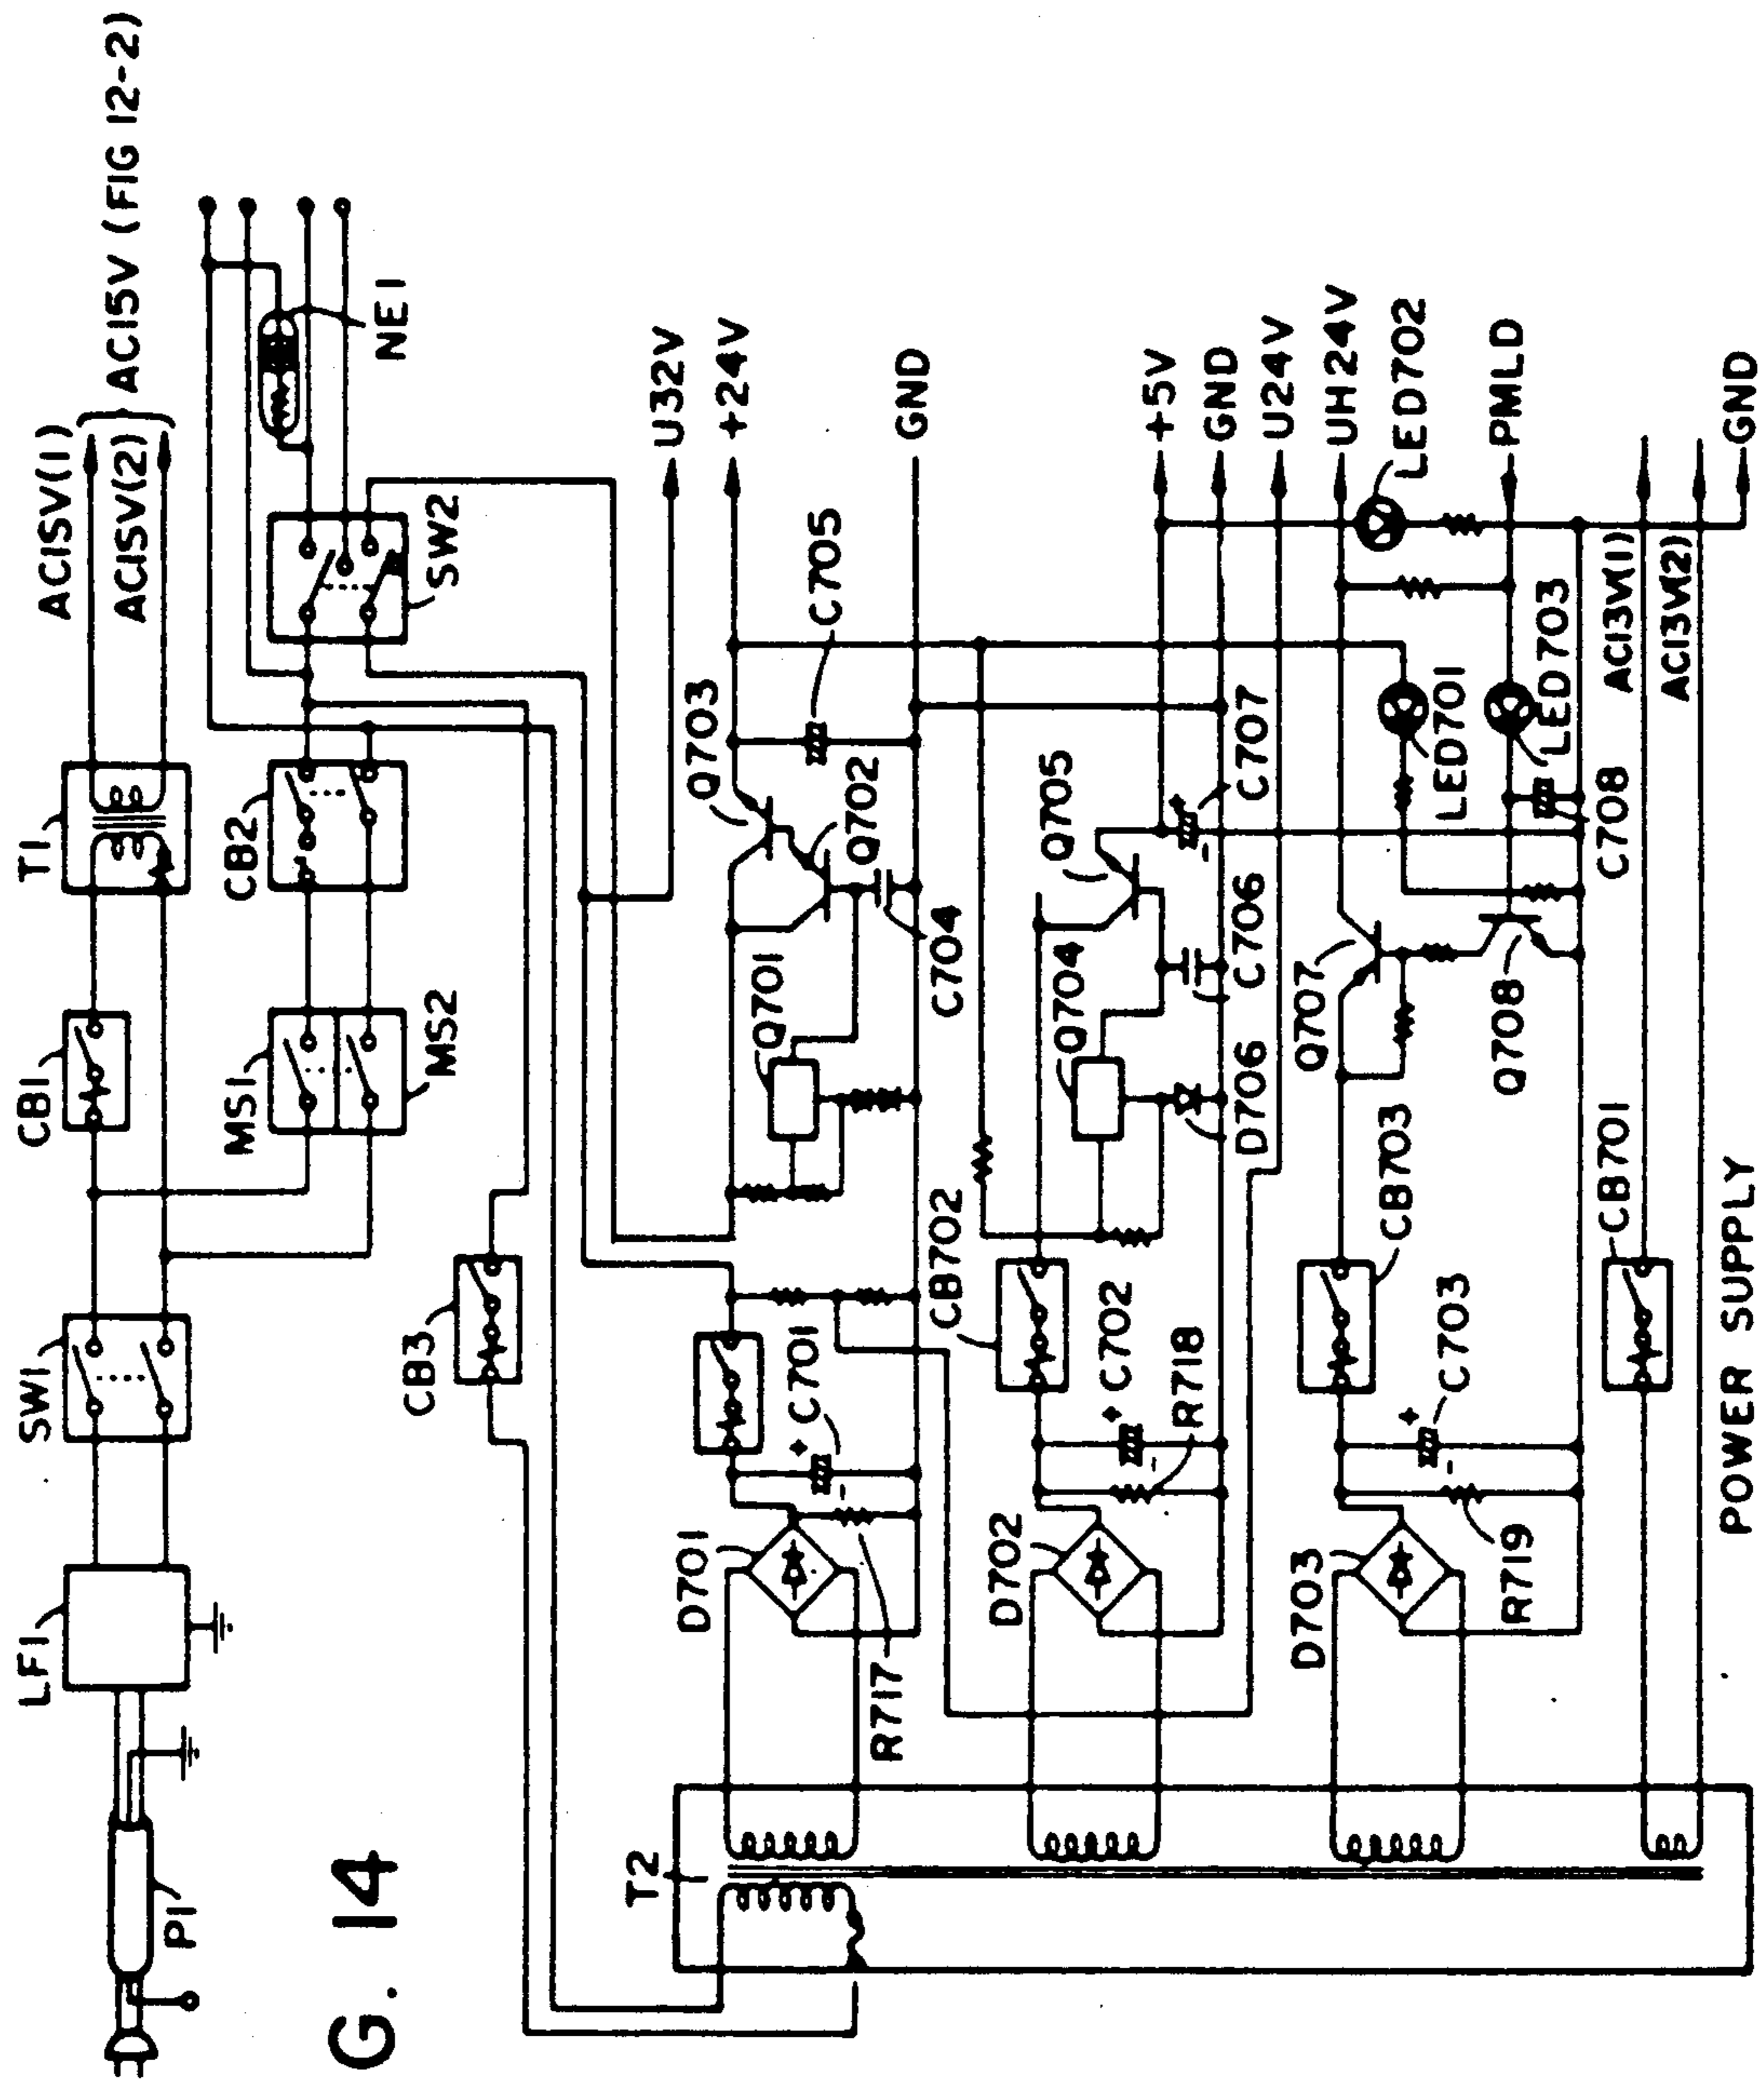 FIG. 14
P1
LF1
SW1
CB1
T1
AC15V(1)
AC15V(2)
AC15V (FIG 12-2)
MS1
MS2
CB2
SW2
NE1
CB3
T2
D701
R717
C701
Q701
Q702
Q703
C704
C705
U32V
+24V
GND
D702
R718
C702
CB702
Q704
D706
C706
Q705
C707
+5V
GND
U24V
UH24V
PMLD
D703
R719
C703
CB703
Q707
Q708
C708
LED701
LED703
LED702
CB701
AC13V(1)
AC13V(2)
GND
POWER SUPPLY